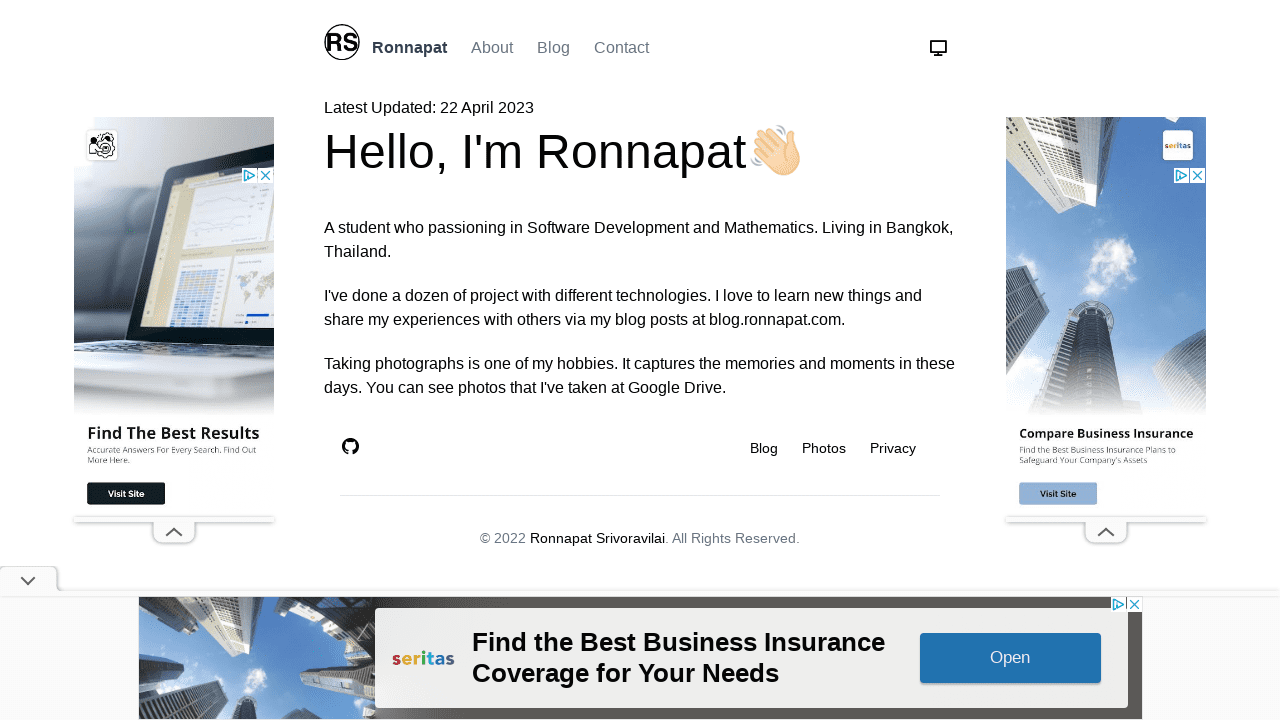 RS
Ronnapat
About
Blog
Contact
Latest Updated: 22 April 2023
Hello, I'm Ronnapat👋🏼
A student who passioning in Software Development and Mathematics. Living in Bangkok,
Thailand.
I've done a dozen of project with different technologies. I love to learn new things and
share my experiences with others via my blog posts at blog.ronnapat.com.
Taking photographs is one of my hobbies. It captures the memories and moments in these
days. You can see photos that I've taken at Google Drive.
Blog
Photos
Privacy
© 2022 Ronnapat Srivoravilai. All Rights Reserved.
Find The Best Results
Accurate Answers For Every Search, Find Out
More Here.
Visit Site
seritas
Compare Business Insurance
Find the Best Business Insurance Plans to
Safeguard Your Company's Assets
Visit Site
seritas
Find the Best Business Insurance
Coverage for Your Needs
Open